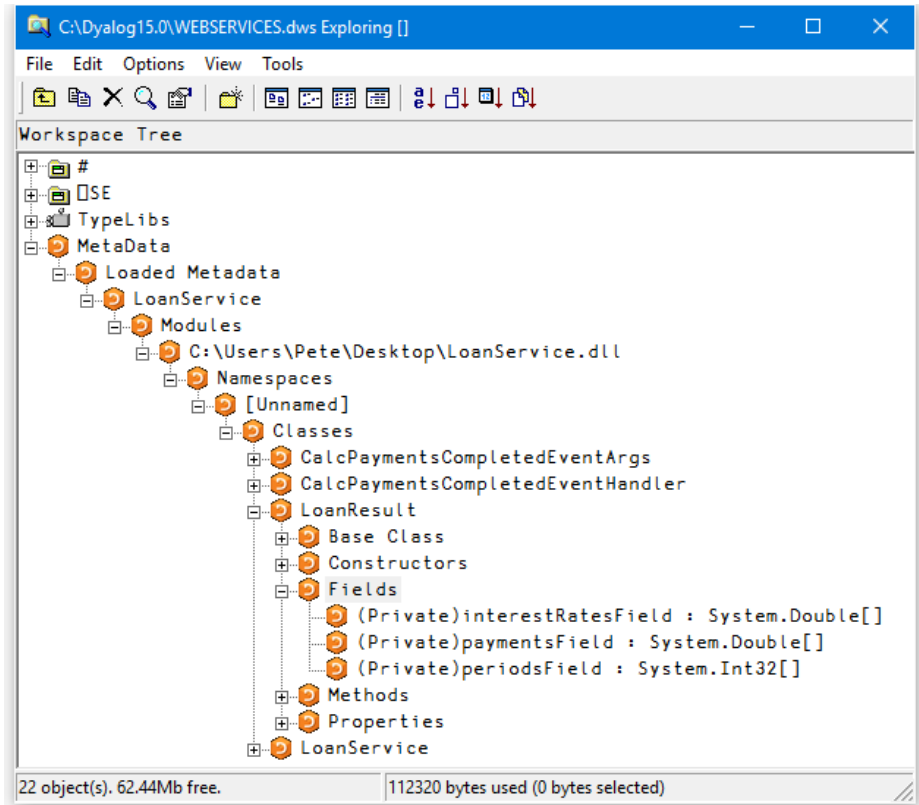 C:\Dyalog15.0\WEBSERVICES.dws Exploring []
File Edit Options View Tools
Workspace Tree
#
⎕SE
TypeLibs
MetaData
Loaded Metadata
LoanService
Modules
C:\Users\Pete\Desktop\LoanService.dll
Namespaces
[Unnamed]
Classes
CalcPaymentsCompletedEventArgs
CalcPaymentsCompletedEventHandler
LoanResult
Base Class
Constructors
Fields
(Private)interestRatesField : System.Double[]
(Private)paymentsField : System.Double[]
(Private)periodsField : System.Int32[]
Methods
Properties
LoanService
22 object(s). 62.44Mb free. 112320 bytes used (0 bytes selected)